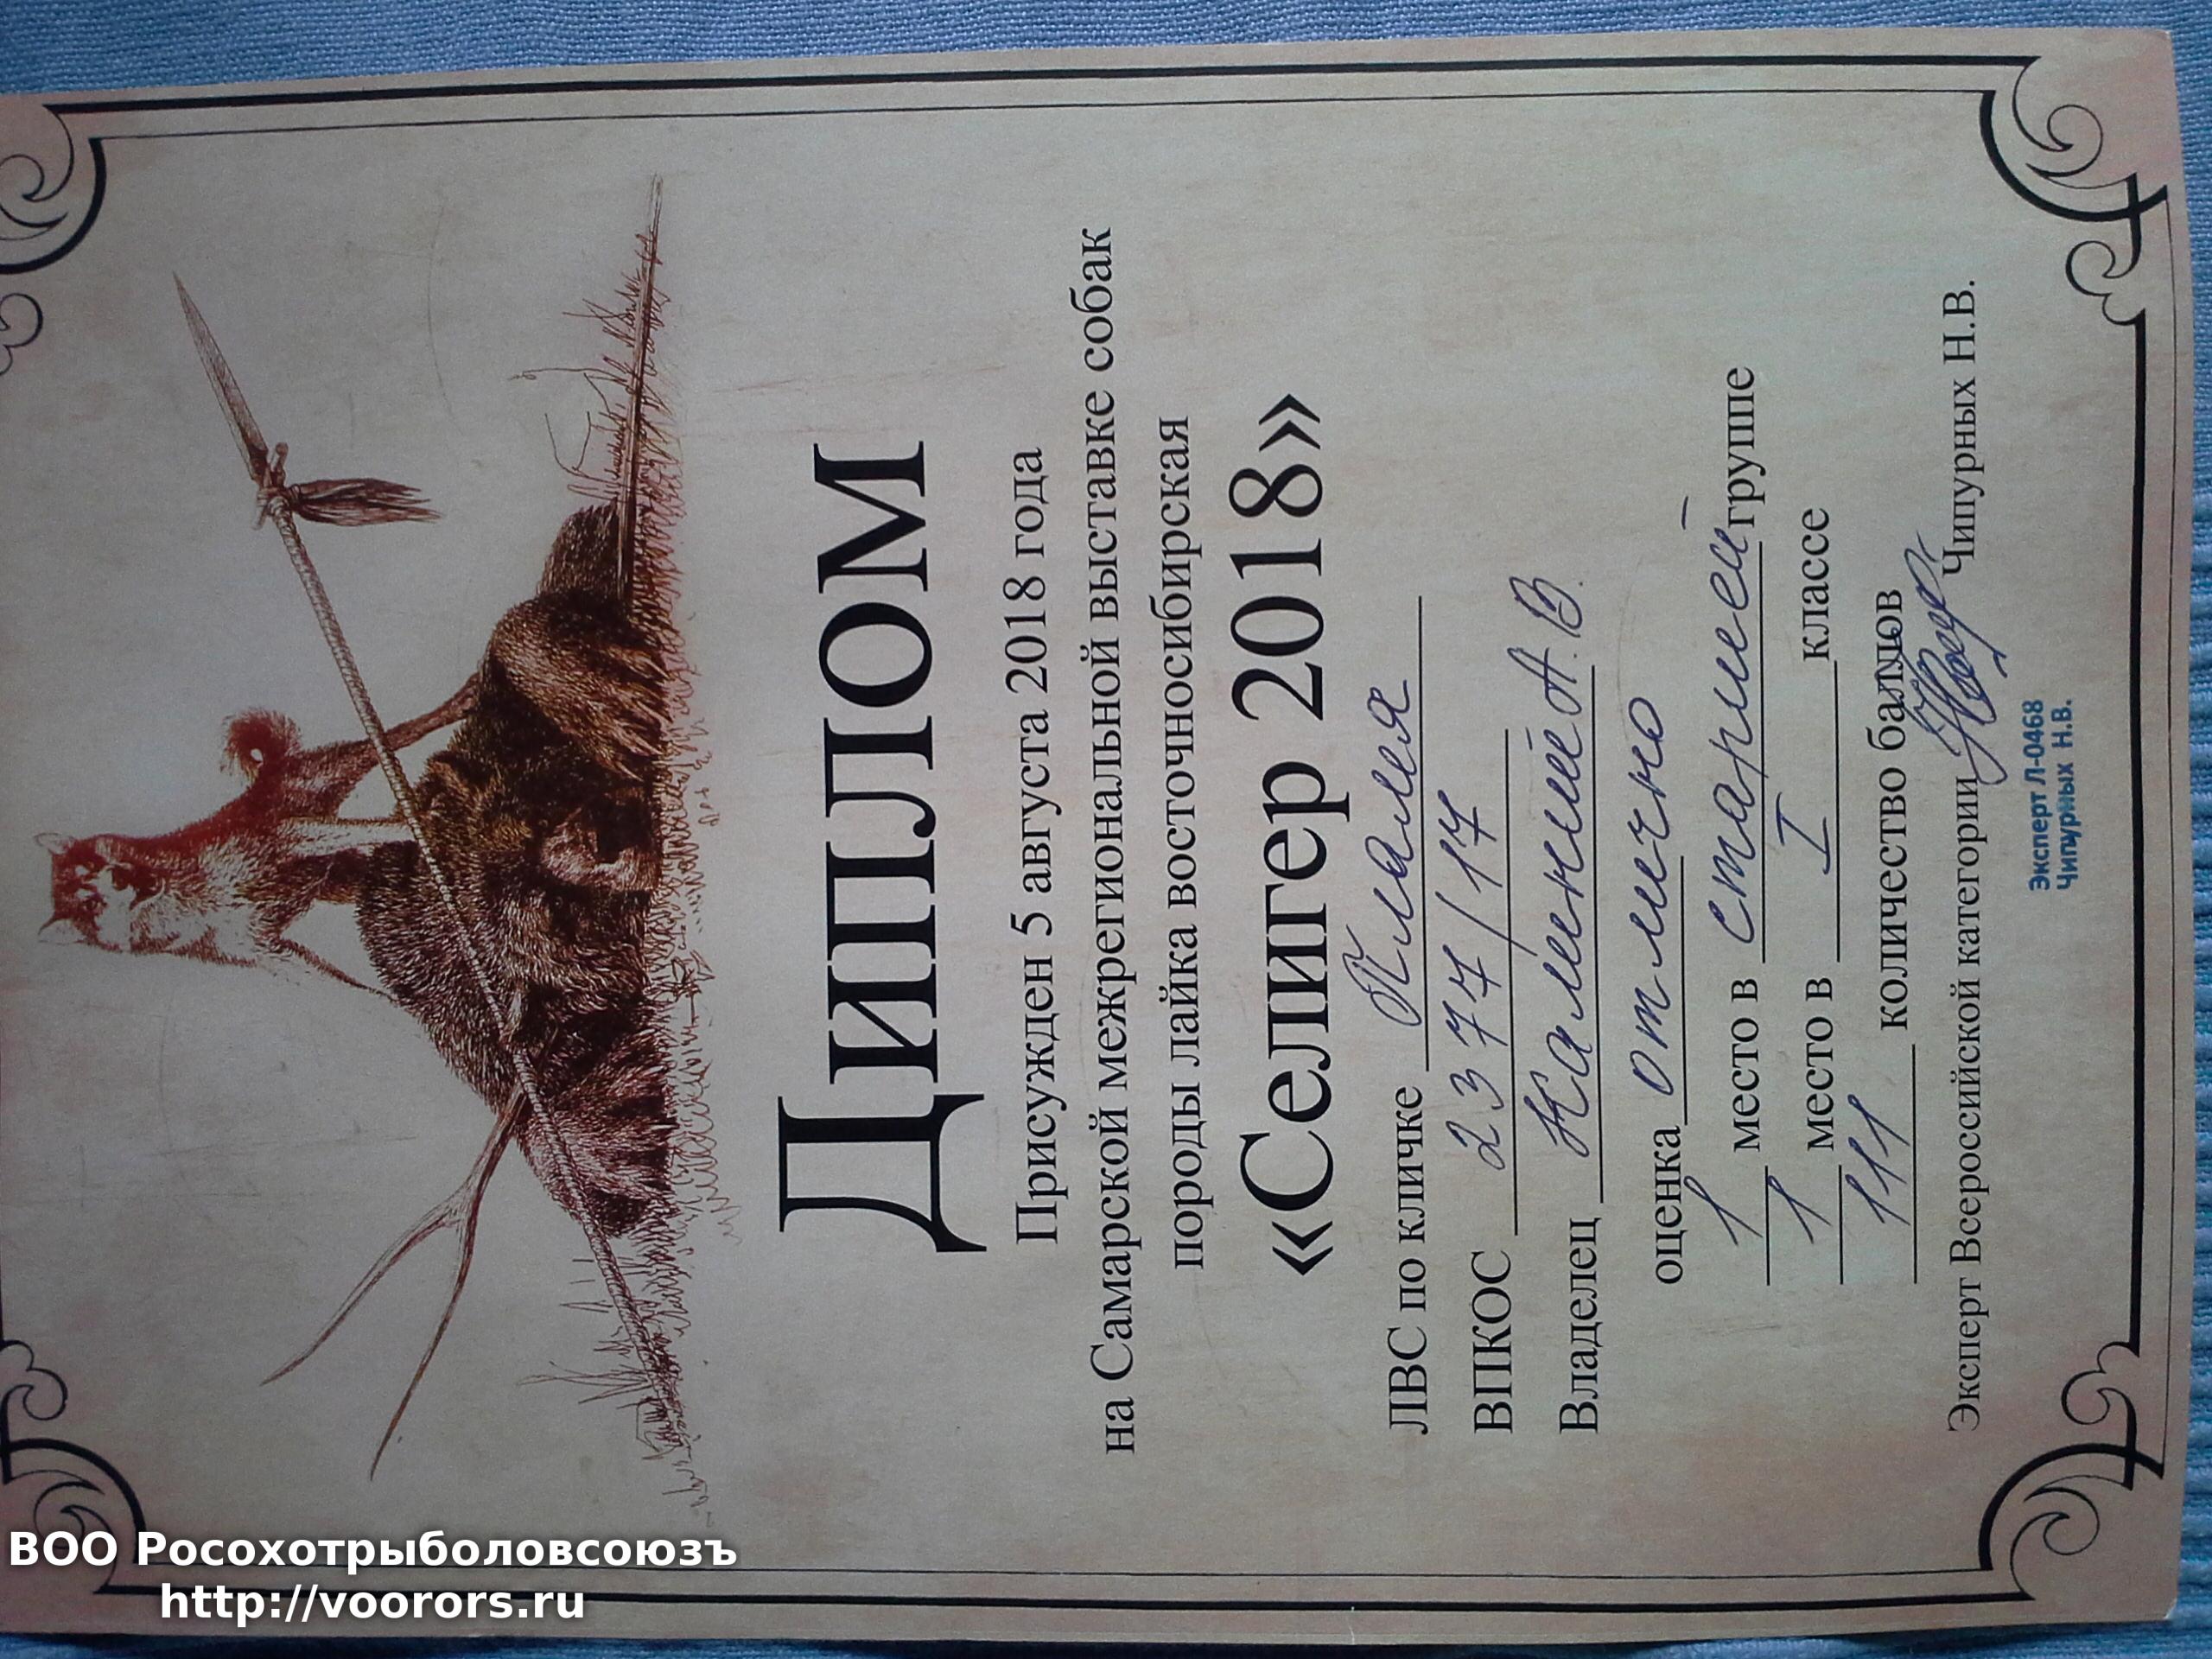 Диплом
Присужден 5 августа 2018 года
на Самарской межрегиональной выставке собак
породы лайка восточносибирская
«Селигер 2018»
ЛВС по кличке Пламя
ВПКОС 2377/17
Владелец Калинин А.В.
оценка отлично
1 место в старшей группе
1 место в I классе
111 количество баллов
Эксперт Всероссийской категории Чипурных Н.В.
Эксперт Л-0468
Чипурных Н.В.
ВОО Росохотрыболовсоюзъ
http://voorors.ru